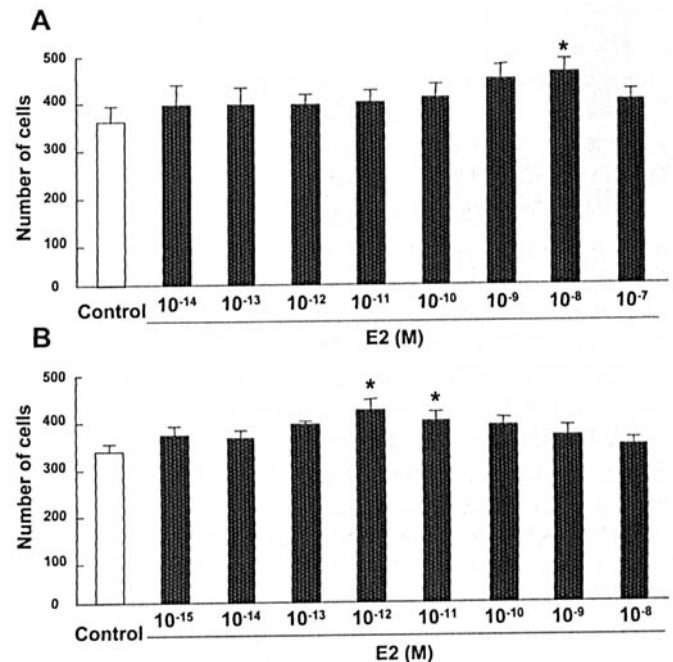 A
Number of cells
500
400
300
200
100
0
*
Control 10-14 10-13 10-12 10-11 10-10 10-9 10-8 10-7
E2 (M)
B
Number of cells
500
400
300
200
100
0
* *
Control 10-15 10-14 10-13 10-12 10-11 10-10 10-9 10-8
E2 (M)